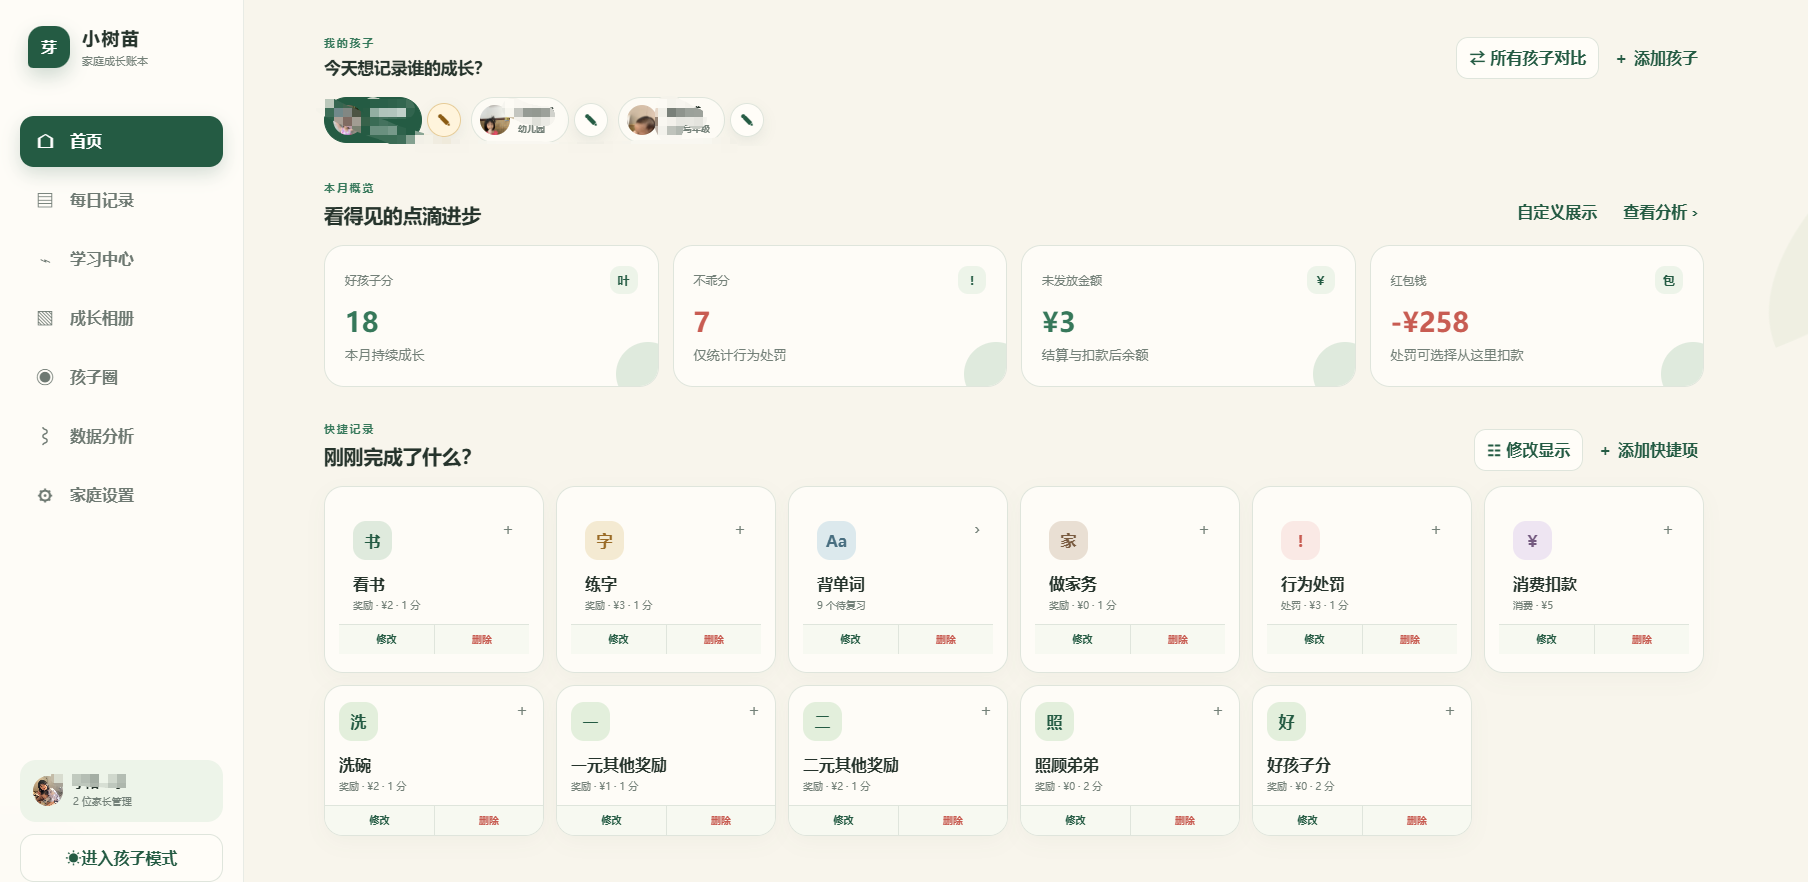 芽
小树苗
家庭成长账本
首页
每日记录
学习中心
成长相册
孩子圈
数据分析
家庭设置
2 位家长管理
进入孩子模式
我的孩子
今天想记录谁的成长？
所有孩子对比
+ 添加孩子
幼儿园
年级
本月概览
看得见的点滴进步
自定义展示
查看分析 ›
好孩子分
叶
18
本月持续成长
不乖分
!
7
仅统计行为处罚
未发放金额
¥
¥3
结算与扣款后余额
红包钱
包
-¥258
处罚可选择从这里扣款
快捷记录
刚刚完成了什么？
修改显示
+ 添加快捷项
书 +
看书
奖励 · ¥2 · 1 分
修改 删除
字 +
练字
奖励 · ¥3 · 1 分
修改 删除
Aa ›
背单词
9 个待复习
修改 删除
家 +
做家务
奖励 · ¥0 · 1 分
修改 删除
! +
行为处罚
处罚 · ¥3 · 1 分
修改 删除
¥ +
消费扣款
消费 · ¥5
修改 删除
洗 +
洗碗
奖励 · ¥2 · 1 分
修改 删除
一 +
一元其他奖励
奖励 · ¥1 · 1 分
修改 删除
二 +
二元其他奖励
奖励 · ¥2 · 1 分
修改 删除
照 +
照顾弟弟
奖励 · ¥0 · 2 分
修改 删除
好 +
好孩子分
奖励 · ¥0 · 2 分
修改 删除